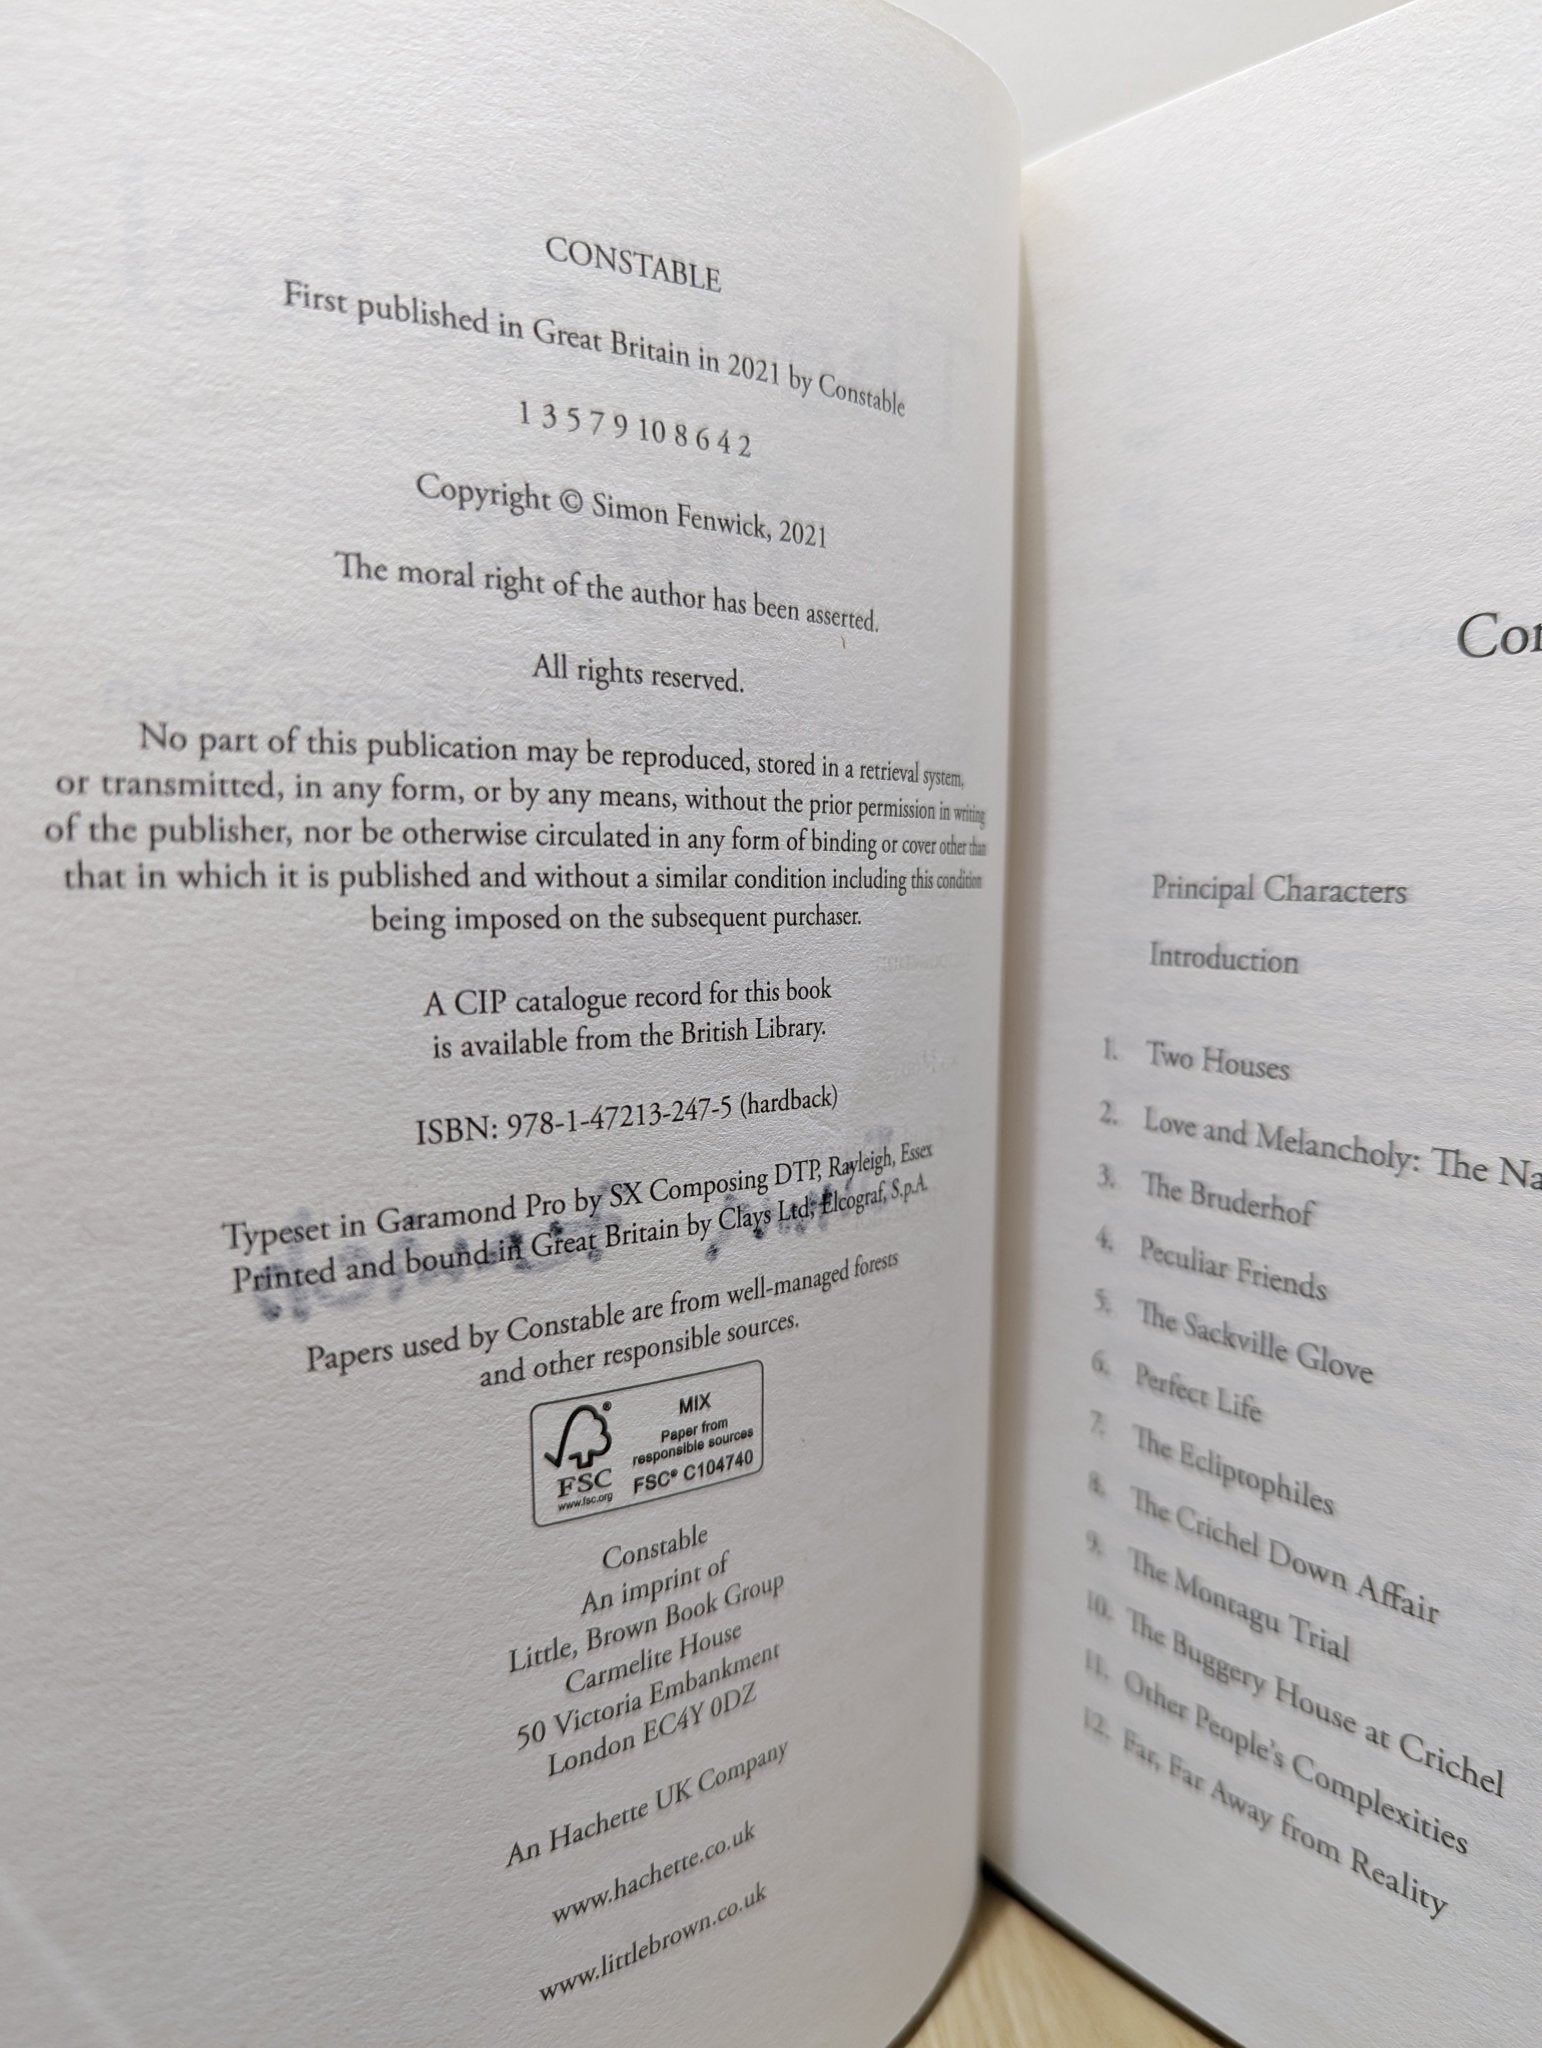 CONSTABLE
First published in Great Britain in 2021 by Constable
1 3 5 7 9 10 8 6 4 2
Copyright © Simon Fenwick, 2021
The moral right of the author has been asserted.
All rights reserved.
No part of this publication may be reproduced, stored in a retrieval system,
or transmitted, in any form, or by any means, without the prior permission in writing
of the publisher, nor be otherwise circulated in any form of binding or cover other than
that in which it is published and without a similar condition including this condition
being imposed on the subsequent purchaser.
A CIP catalogue record for this book
is available from the British Library.
ISBN: 978-1-47213-247-5 (hardback)
Typeset in Garamond Pro by SX Composing DTP, Rayleigh, Essex
Printed and bound in Great Britain by Clays Ltd, Elcograf, S.p.A.
Papers used by Constable are from well-managed forests
and other responsible sources.
FSC
www.fsc.org
MIX
Paper from
responsible sources
FSC® C104740
Constable
An imprint of
Little, Brown Book Group
Carmelite House
50 Victoria Embankment
London EC4Y 0DZ
An Hachette UK Company
www.hachette.co.uk
www.littlebrown.co.uk
Principal Characters
Introduction
1. Two Houses
2. Love and Melancholy: The
3. The Bruderhof
4. Peculiar Friends
5. The Sackville Glove
6. Perfect Life
7. The Ecliptophiles
8. The Crichel Down Affair
9. The Montagu Trial
10. The Buggery House at Crichel
11. Other People's Complexities
12. Far, Far Away from Reality